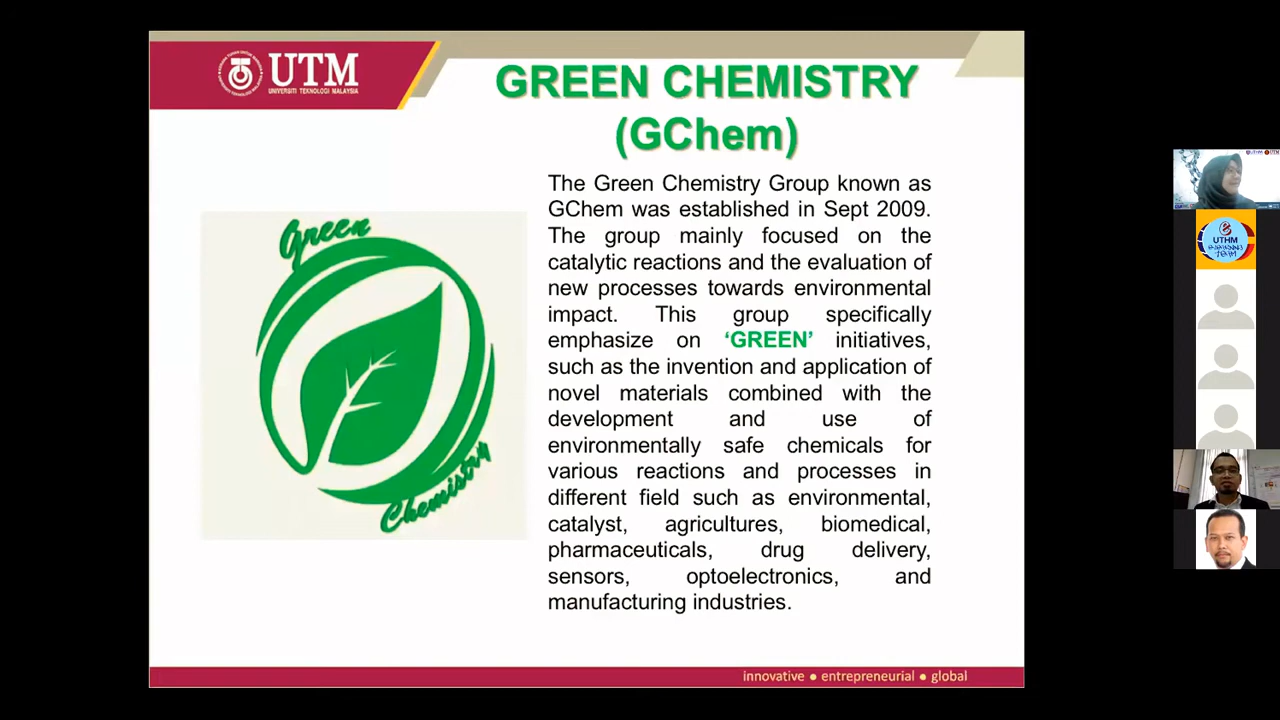 UTM
UNIVERSITI TEKNOLOGI MALAYSIA
GREEN CHEMISTRY
(GChem)
Green
Chemistry
The Green Chemistry Group known as
GChem was established in Sept 2009.
The group mainly focused on the
catalytic reactions and the evaluation of
new processes towards environmental
impact. This group specifically
emphasize on ‘GREEN’ initiatives,
such as the invention and application of
novel materials combined with the
development and use of
environmentally safe chemicals for
various reactions and processes in
different field such as environmental,
catalyst, agricultures, biomedical,
pharmaceuticals, drug delivery,
sensors, optoelectronics, and
manufacturing industries.
innovative ● entrepreneurial ● global
UTHM